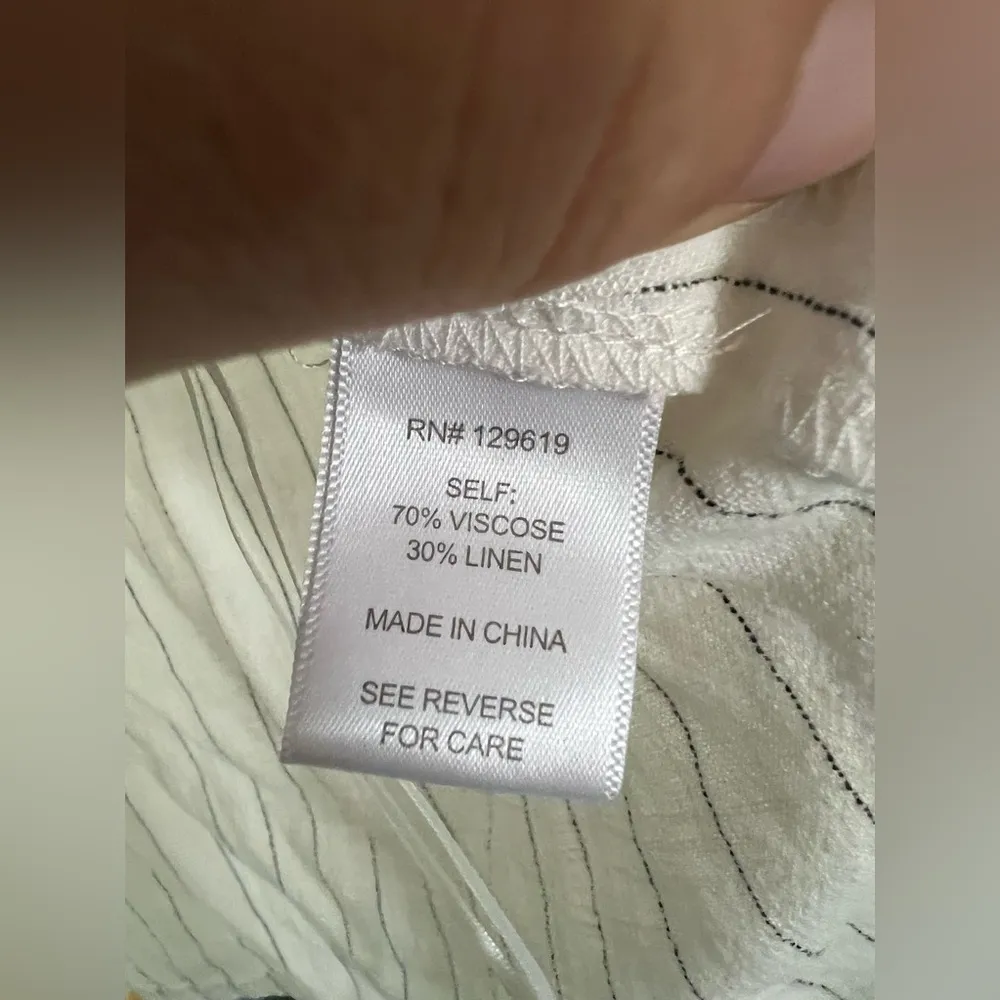 RN# 129619
SELF:
70% VISCOSE
30% LINEN
MADE IN CHINA
SEE REVERSE
FOR CARE